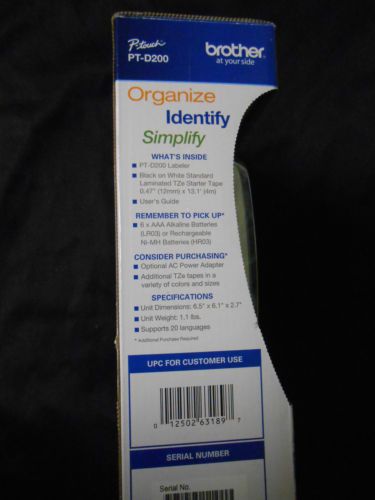 P-touch
PT-D200
brother
at your side
Organize
Identify
Simplify
WHAT'S INSIDE
PT-D200 Labeler
Black on White Standard
Laminated TZe Starter Tape
0.47" (12mm) x 13.1' (4m)
User's Guide
REMEMBER TO PICK UP*
6 x AAA Alkaline Batteries
(LR03) or Rechargeable
Ni-MH Batteries (HR03)
CONSIDER PURCHASING*
Optional AC Power Adapter
Additional TZe tapes in a
variety of colors and sizes
SPECIFICATIONS
Unit Dimensions: 6.5" x 6.1" x 2.7"
Unit Weight: 1.1 lbs.
Supports 20 languages
* Additional Purchase Required
UPC FOR CUSTOMER USE
0 12502 63189 7
SERIAL NUMBER
Serial No.